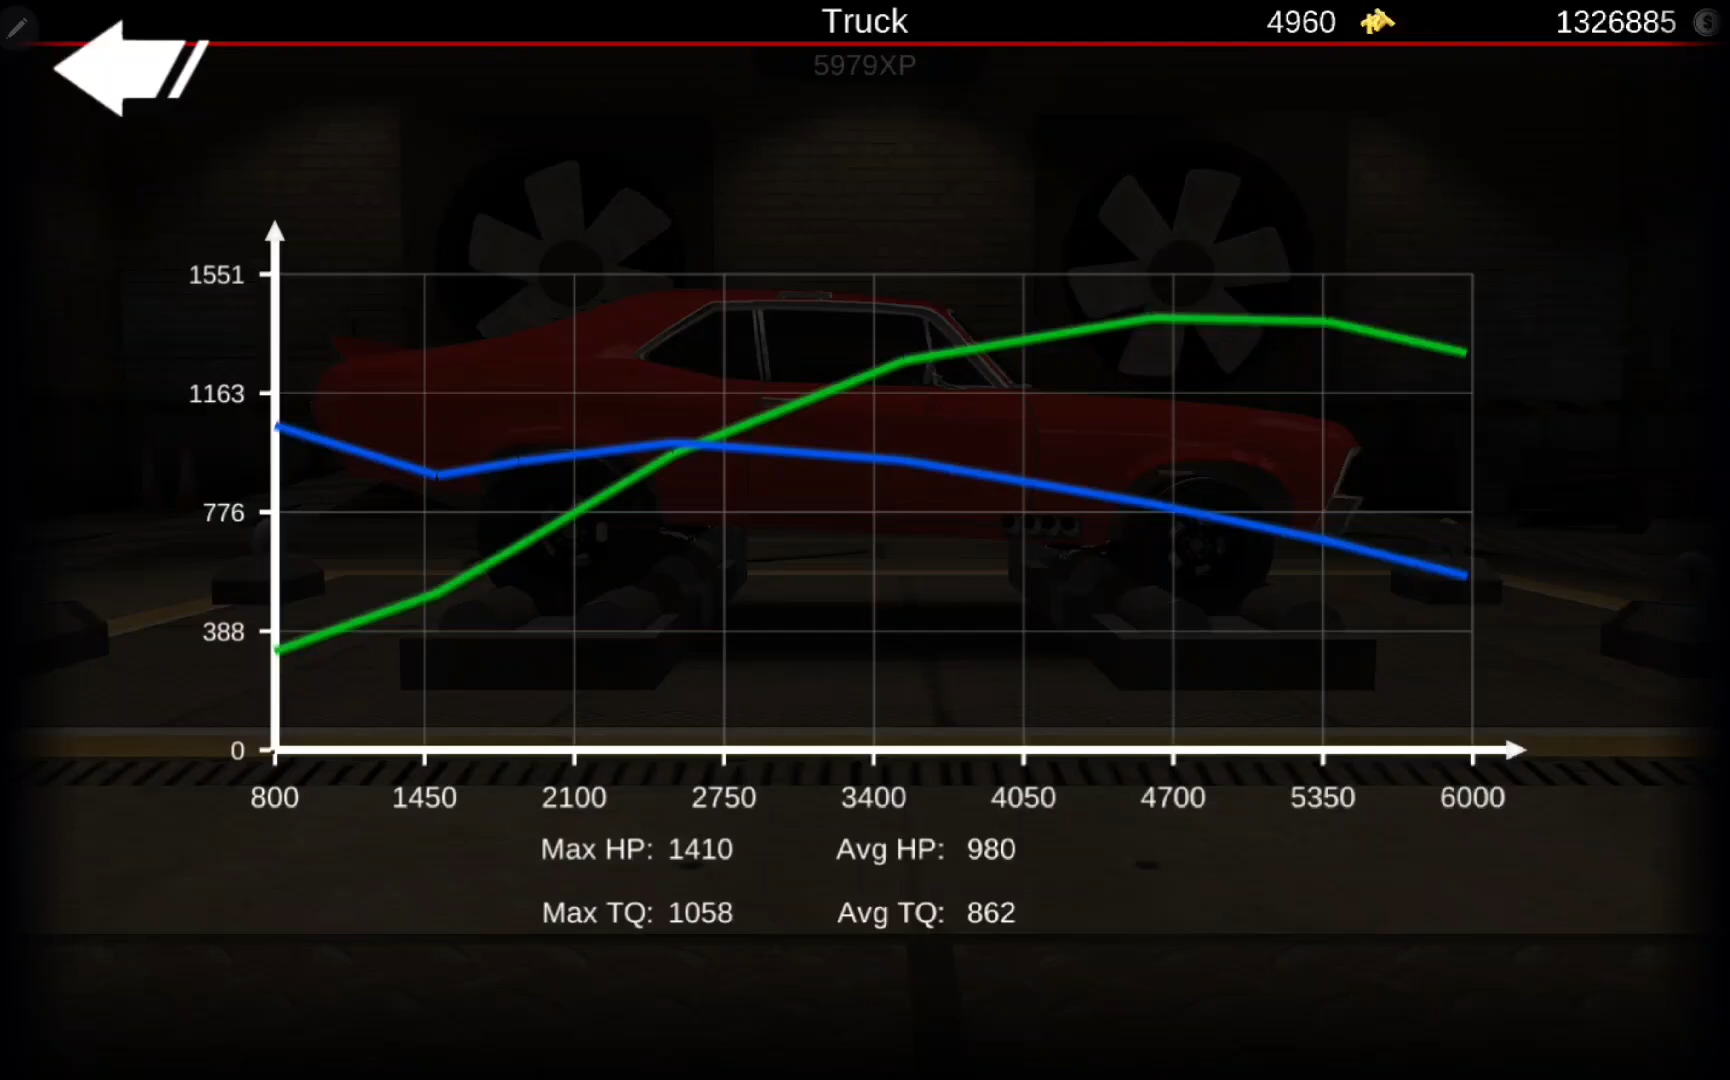 Truck
4960
1326885
5979XP
1551
1163
776
388
0
800 1450 2100 2750 3400 4050 4700 5350 6000
Max HP: 1410 Avg HP: 980
Max TQ: 1058 Avg TQ: 862